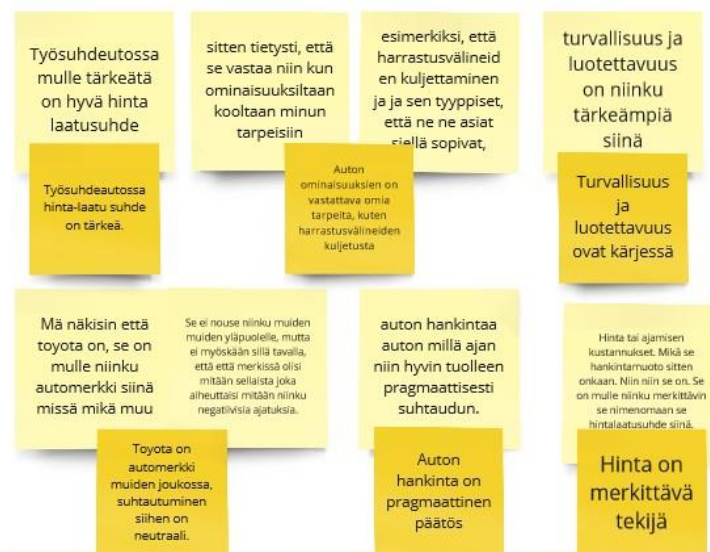 Työsuhdeutossa
mulle tärkeätä
on hyvä hinta
laatusuhde
sitten tietysti, että
se vastaa niin kun
ominaisuuksiltaan
kooltaan minun
tarpeisiin
esimerkiksi, että
harrastusvälineid
en kuljettaminen
ja ja sen tyyppiset,
että ne ne asiat
siellä sopivat,
turvallisuus ja
luotettavuus
on niinku
tärkeämpiä
siinä
Työsuhdeautossa
hinta-laatu suhde
on tärkeä.
Auton
ominaisuuksien on
vastattava omia
tarpeita, kuten
harrastusvälineiden
kuljetusta
Turvallisuus
ja
luotettavuus
ovat kärjessä
Mä näkisin että
toyota on, se on
mulle niinku
automerkki siinä
missä mikä muu
Se ei nouse niinku muiden
muiden yläpuolelle, mutta
ei myöskään sillä tavalla,
että että merkissä olisi
mitään sellaista joka
aiheuttaisi mitään niinku
negatiivisia ajatuksia.
auton hankintaa
auton millä ajan
niin hyvin tuolleen
pragmaattisesti
suhtaudun.
Hinta tai ajamisen
kustannukset. Mikä se
hankintamuoto sitten
onkaan. Niin niin se on. Se
on mulle niinku merkittävin
se nimenomaan se
hintalaatusuhde siinä.
Toyota on
automerkki
muiden joukossa,
suhtautuminen
siihen on
neutraali.
Auton
hankinta on
pragmaattinen
päätös
Hinta on
merkittävä
tekijä